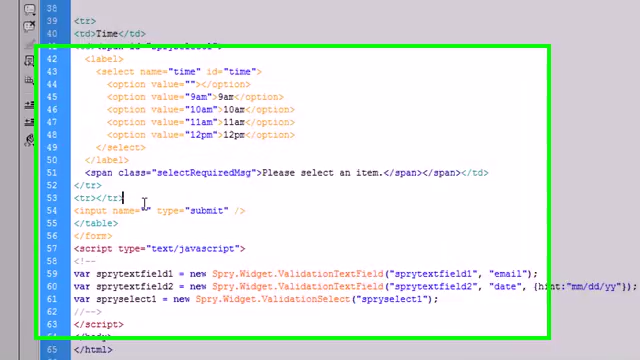 38
39 <tr>
40 <td>Time</td>
41 <td><span id="spryselect1">
42 <label>
43 <select name="time" id="time">
44 <option value=""></option>
45 <option value="9am">9am</option>
46 <option value="10am">10am</option>
47 <option value="11am">11am</option>
48 <option value="12pm">12pm</option>
49 </select>
50 </label>
51 <span class="selectRequiredMsg">Please select an item.</span></span></td>
52 </tr>
53 <tr></tr>
54 <input name="" type="submit" />
55 </table>
56 </form>
57 <script type="text/javascript">
58 <!--
59 var sprytextfield1 = new Spry.Widget.ValidationTextField("sprytextfield1", "email");
60 var sprytextfield2 = new Spry.Widget.ValidationTextField("sprytextfield2", "date", {hint:"mm/dd/yy"});
61 var spryselect1 = new Spry.Widget.ValidationSelect("spryselect1");
62 //-->
63 </script>
64 </body>
65 </html>